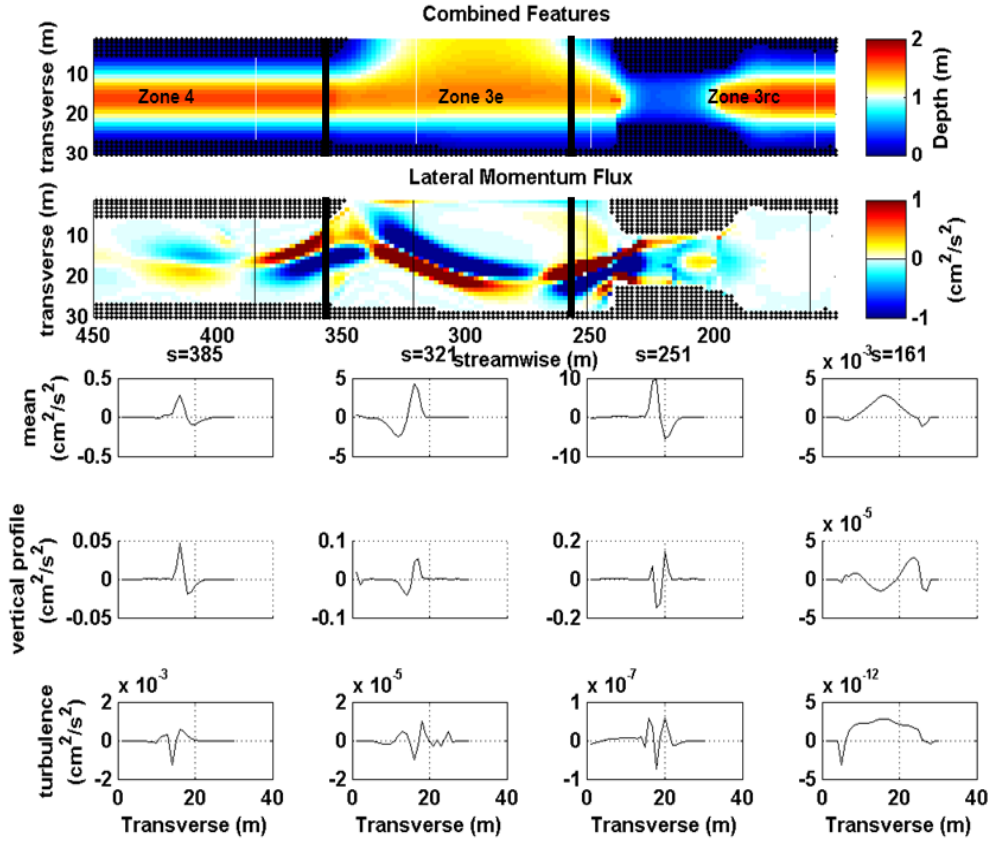 Combined Features
transverse (m)
10
20
30
Zone 4
Zone 3e
Zone 3rc
2
1
0
Depth (m)
Lateral Momentum Flux
transverse (m)
10
20
30
450
400
350
300
250
200
1
0
-1
(cm²/s²)
streamwise (m)
s=385
s=321
s=251
x 10⁻³
s=161
mean
(cm²/s²)
0.5
0
-0.5
5
0
-5
10
0
-10
5
0
-5
vertical profile
(cm²/s²)
0.05
0
-0.05
0.1
0
-0.1
0.2
0
-0.2
x 10⁻⁵
5
0
-5
turbulence
(cm²/s²)
x 10⁻³
2
0
-2
x 10⁻⁵
2
0
-2
x 10⁻⁷
1
0
-1
x 10⁻¹²
5
0
-5
0 20 40
0 20 40
0 20 40
0 20 40
Transverse (m)
Transverse (m)
Transverse (m)
Transverse (m)